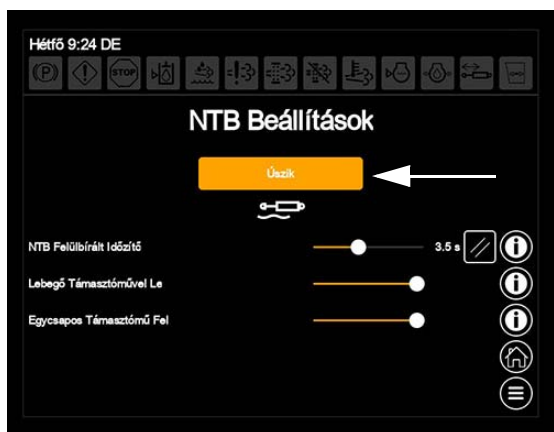 Hétfő 9:24 DE
(P) STOP
NTB Beállítások
Úszik
NTB Felülbírált Időzítő 3.5 s
Lebegő Támasztóművel Le
Egycsapos Támasztómű Fel